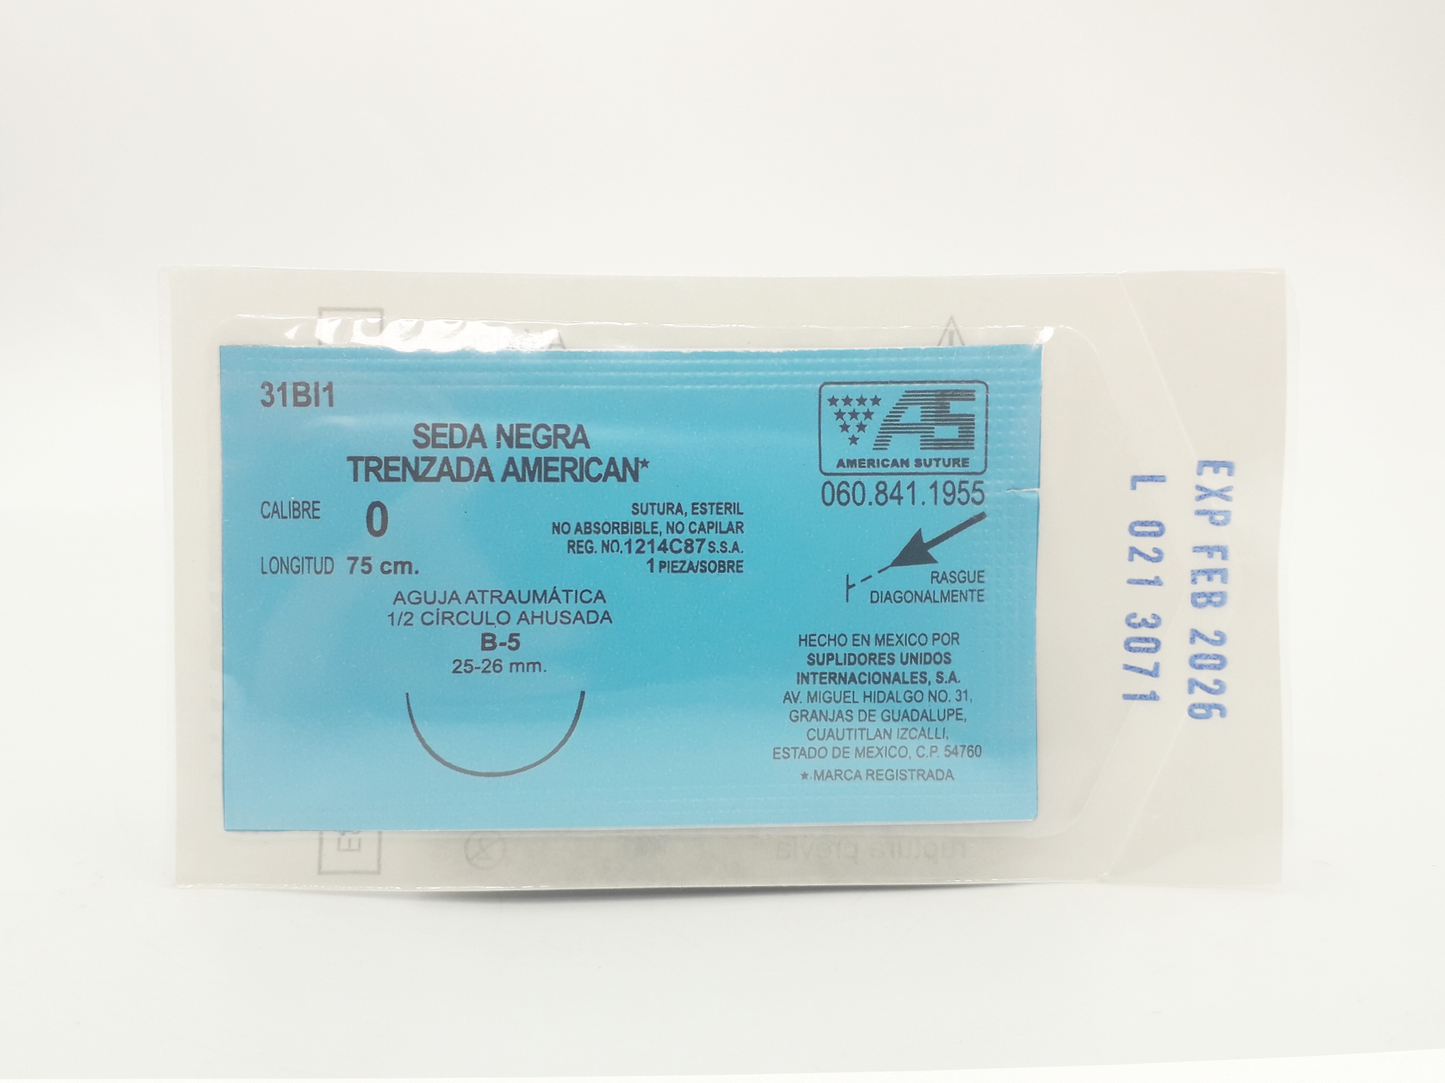 31BI1
SEDA NEGRA
TRENZADA AMERICAN*
CALIBRE 0
LONGITUD 75 cm.
SUTURA, ESTERIL
NO ABSORBIBLE, NO CAPILAR
REG. NO.1214C87 S.S.A.
1 PIEZA/SOBRE
AGUJA ATRAUMÁTICA
1/2 CÍRCULO AHUSADA
B-5
25-26 mm.
AS
AMERICAN SUTURE
060.841.1955
RASGUE
DIAGONALMENTE
HECHO EN MEXICO POR
SUPLIDORES UNIDOS
INTERNACIONALES, S.A.
AV. MIGUEL HIDALGO NO. 31,
GRANJAS DE GUADALUPE,
CUAUTITLAN IZCALLI,
ESTADO DE MEXICO, C.P. 54760
* MARCA REGISTRADA
EXP FEB 2026
L 021 3071
ruptura previa